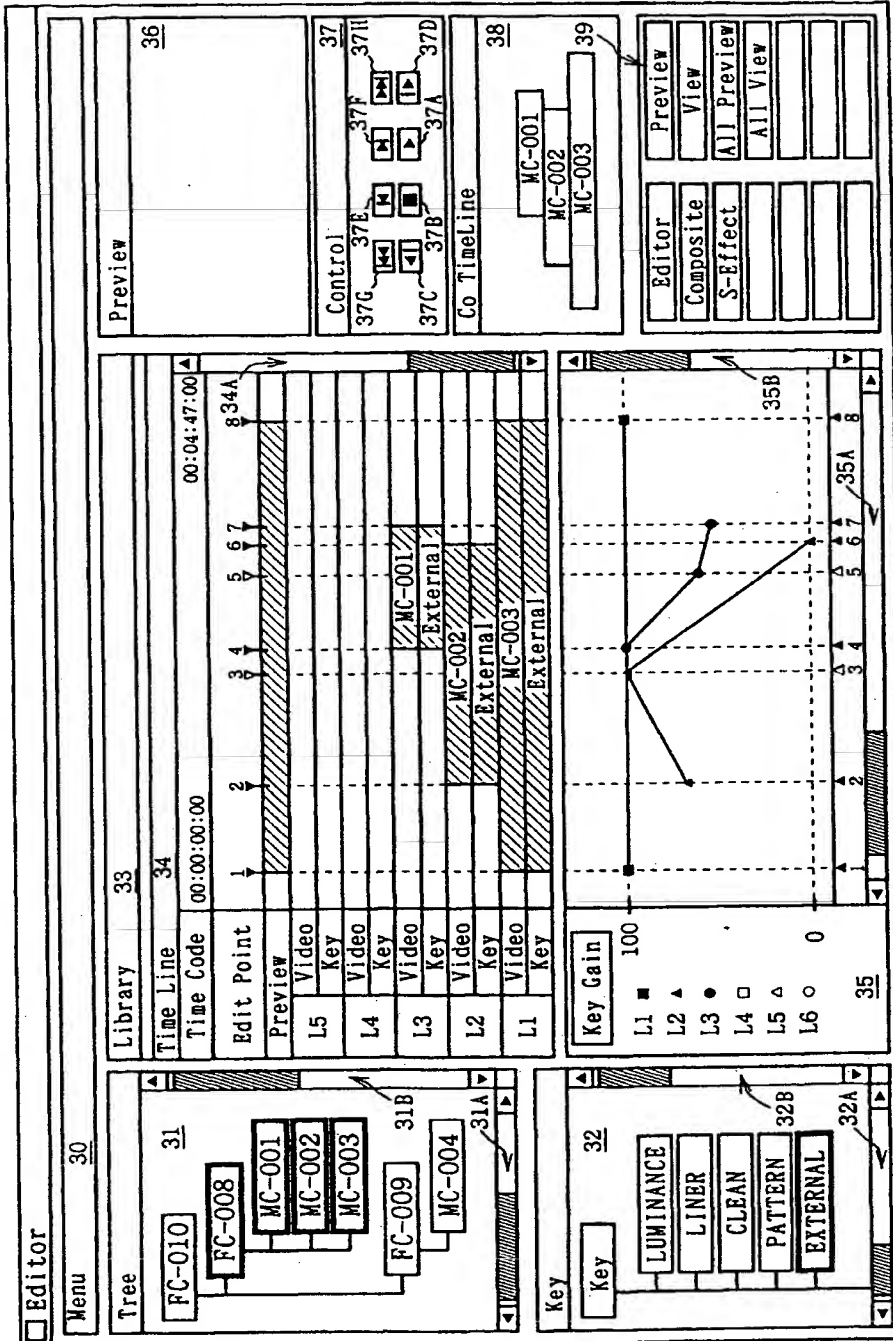 Editor
Menu 30
Tree
31
FC-010
FC-008
MC-001
MC-002
MC-003
FC-009
MC-004
31B
31A
Key
32
Key
LUMINANCE
LINER
CLEAN
PATTERN
EXTERNAL
32B
32A
Library 33
Time Line 34
Time Code 00:00:00:00 00:04:47:00
Edit Point 1 2 3 4 5 6 7 8
34A
Preview
L5 Video
Key
L4 Video
Key
L3 Video MC-001
Key External
L2 Video MC-002
Key External
L1 Video MC-003
Key External
Key Gain
100
0
L1
L2
L3
L4
L5
L6
35
1 2 3 4 5 6 7 8
35B
35A
Preview
36
Control 37
37G 37E 37F 37H
37C 37B 37A 37D
Co TimeLine 38
MC-001
MC-002
MC-003
39
Editor Preview
Composite View
S-Effect All Preview
All View